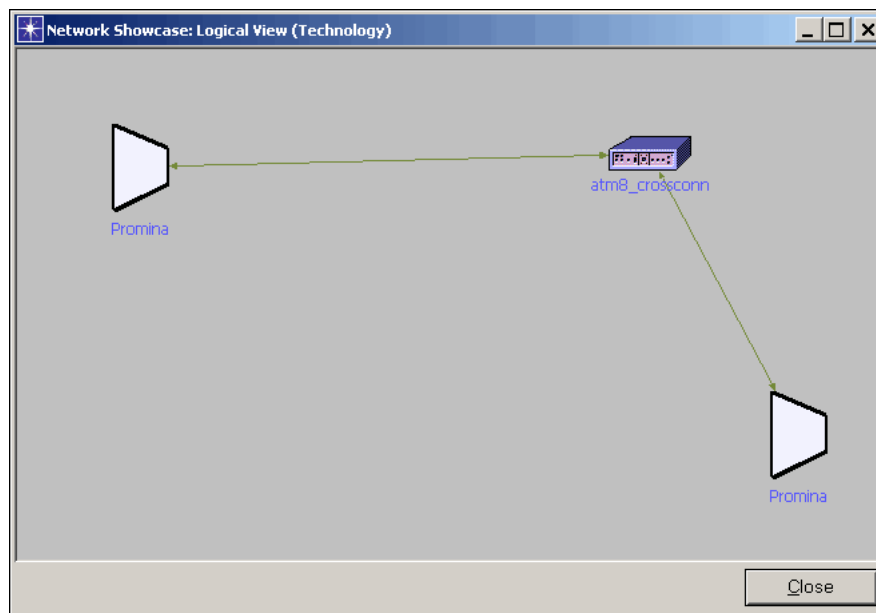 Network Showcase: Logical View (Technology)
atm8_crossconn
Promina
Promina
Close